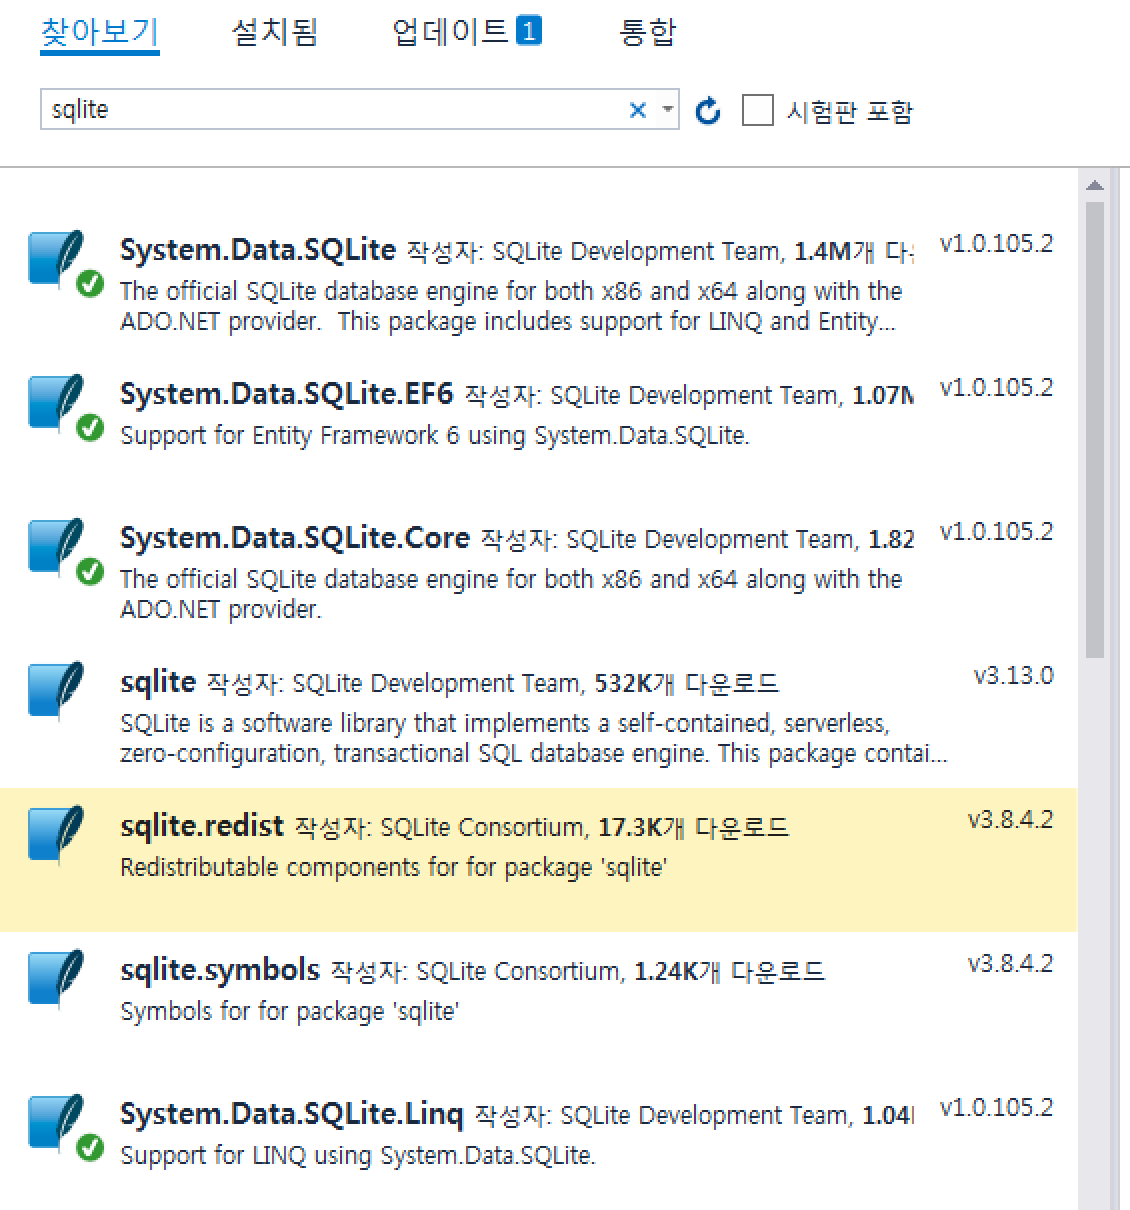 찾아보기 설치됨 업데이트 1 통합
sqlite 시험판 포함
System.Data.SQLite 작성자: SQLite Development Team, 1.4M개 v1.0.105.2
The official SQLite database engine for both x86 and x64 along with the
ADO.NET provider.  This package includes support for LINQ and Entity...
System.Data.SQLite.EF6 작성자: SQLite Development Team, 1.07M v1.0.105.2
Support for Entity Framework 6 using System.Data.SQLite.
System.Data.SQLite.Core 작성자: SQLite Development Team, 1.82 v1.0.105.2
The official SQLite database engine for both x86 and x64 along with the
ADO.NET provider.
sqlite 작성자: SQLite Development Team, 532K개 다운로드 v3.13.0
SQLite is a software library that implements a self-contained, serverless,
zero-configuration, transactional SQL database engine. This package contai...
sqlite.redist 작성자: SQLite Consortium, 17.3K개 다운로드 v3.8.4.2
Redistributable components for for package 'sqlite'
sqlite.symbols 작성자: SQLite Consortium, 1.24K개 다운로드 v3.8.4.2
Symbols for for package 'sqlite'
System.Data.SQLite.Linq 작성자: SQLite Development Team, 1.04 v1.0.105.2
Support for LINQ using System.Data.SQLite.